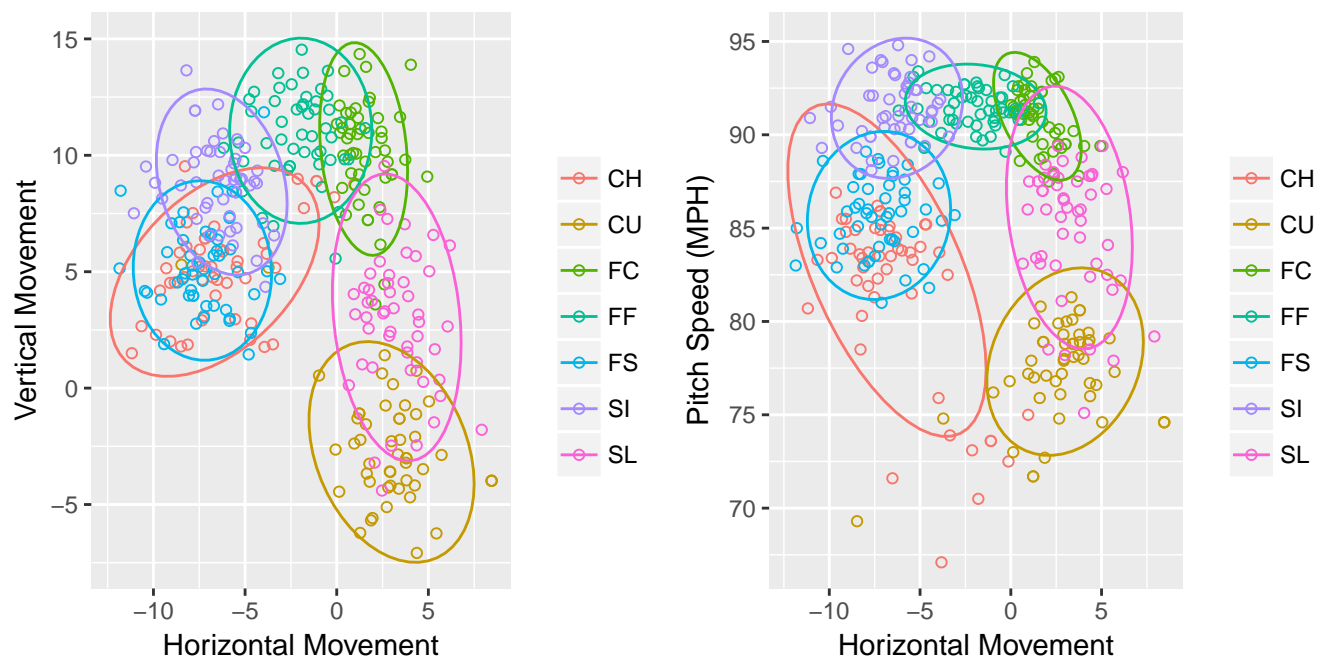 Vertical Movement
15
10
5
0
−5
−10
−5
0
5
Horizontal Movement
CH
CU
FC
FF
FS
SI
SL
Pitch Speed (MPH)
95
90
85
80
75
70
−10
−5
0
5
Horizontal Movement
CH
CU
FC
FF
FS
SI
SL